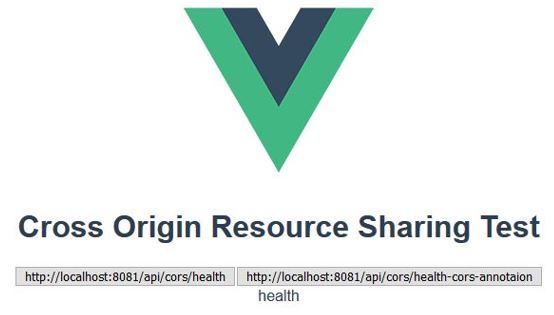 Cross Origin Resource Sharing Test
http://localhost:8081/api/cors/health http://localhost:8081/api/cors/health-cors-annotaion
health